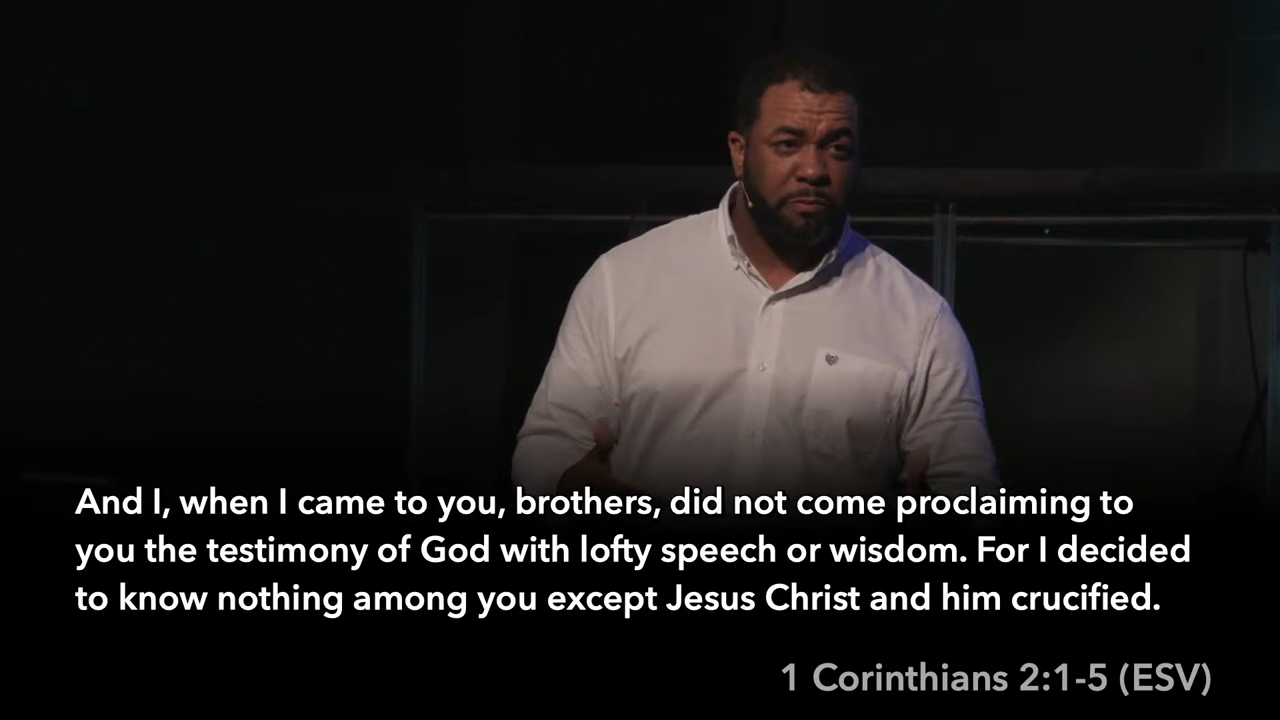 And I, when I came to you, brothers, did not come proclaiming to
you the testimony of God with lofty speech or wisdom. For I decided
to know nothing among you except Jesus Christ and him crucified.
1 Corinthians 2:1-5 (ESV)